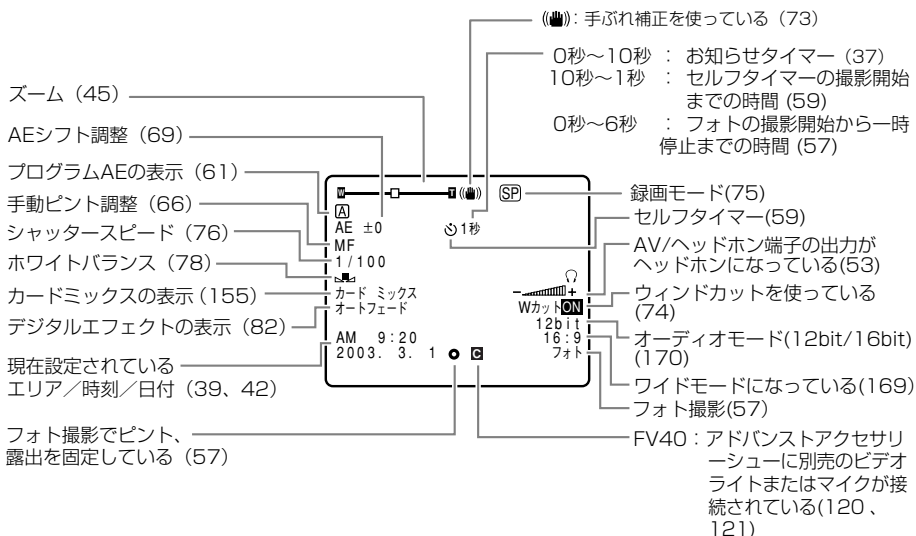 ((🖐)): 手ぶれ補正を使っている（73）
0秒～10秒 ： お知らせタイマー（37）
10秒～1秒 ： セルフタイマーの撮影開始
までの時間 (59)
0秒～6秒 ： フォトの撮影開始から一時
停止までの時間 (57)
ズーム（45）
AEシフト調整（69）
プログラムAEの表示（61）
手動ピント調整（66）
シャッタースピード（76）
ホワイトバランス（78）
カードミックスの表示（155）
デジタルエフェクトの表示（82）
現在設定されている
エリア／時刻／日付（39、42）
フォト撮影でピント、
露出を固定している（57）
W T ((🖐)) SP
A
AE ±0 1秒
MF
1/100
カード ミックス
オートフェード
− +
Wカット ON
12bit
AM 9:20 16:9
2003. 3. 1 C フォト
録画モード(75)
セルフタイマー(59)
AV/ヘッドホン端子の出力が
ヘッドホンになっている(53)
ウィンドカットを使っている
(74)
オーディオモード(12bit/16bit)
(170)
ワイドモードになっている(169)
フォト撮影(57)
FV40：アドバンストアクセサリ
ーシューに別売のビデオ
ライトまたはマイクが接
続されている(120 、
121)